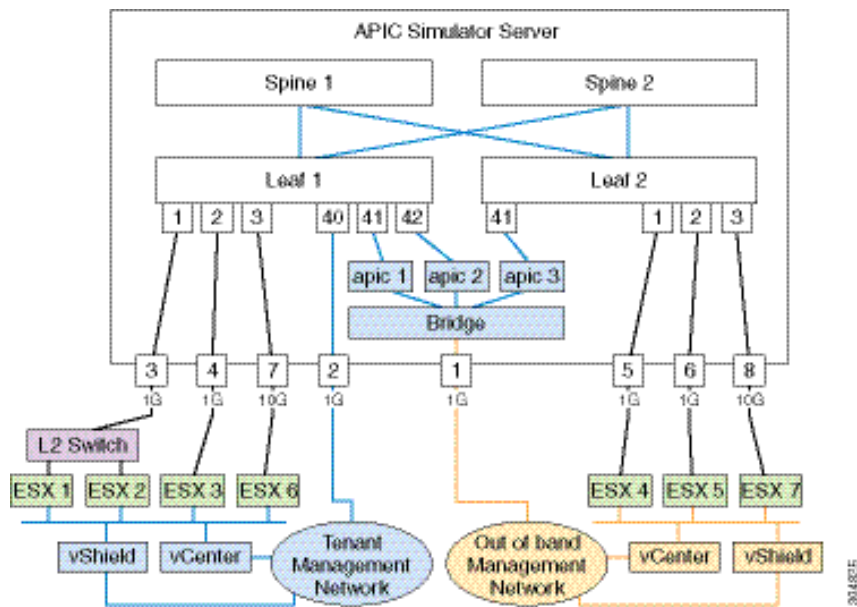 APIC Simulator Server
Spine 1 Spine 2
Leaf 1 Leaf 2
1 2 3 40 41 42 41 1 2 3
apic 1 apic 2 apic 3
Bridge
3 4 7 2 1 5 6 8
1G 1G 10G 1G 1G 1G 1G 10G
L2 Switch
ESX 1 ESX 2 ESX 3 ESX 6 ESX 4 ESX 5 ESX 7
vShield vCenter
Tenant
Management
Network
Out of band
Management
Network
vCenter vShield